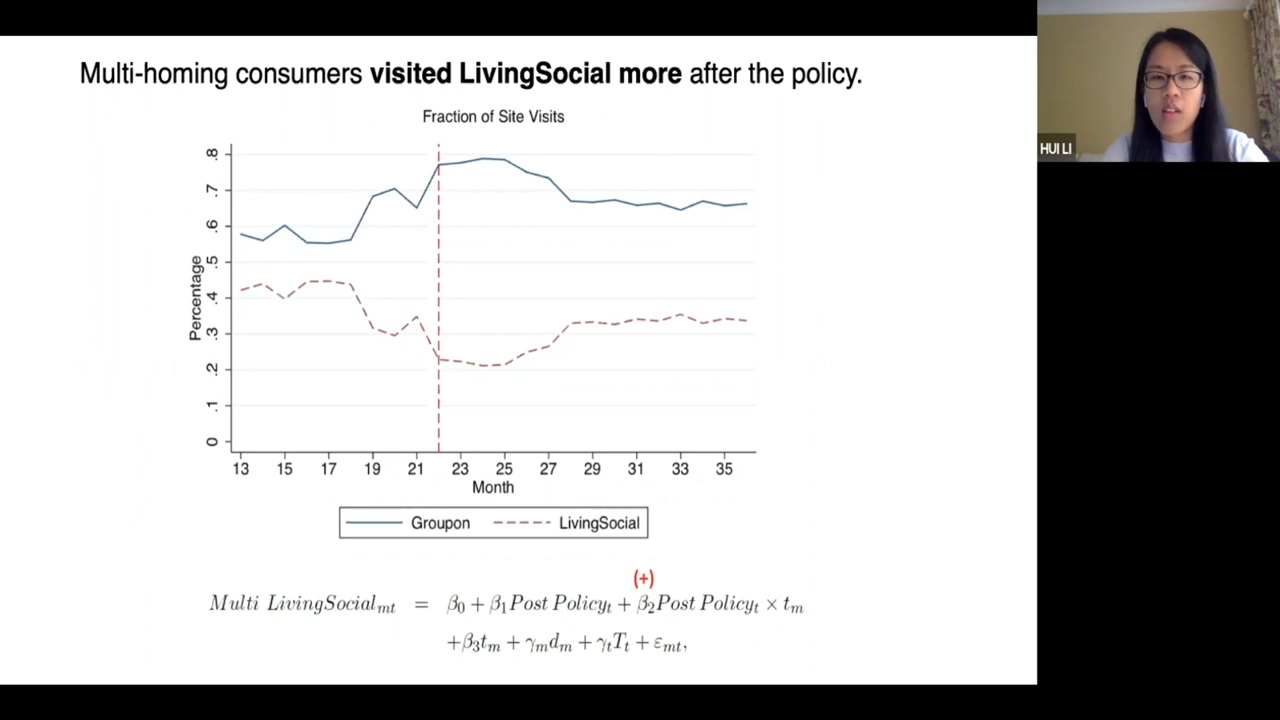 Multi-homing consumers visited LivingSocial more after the policy.
HUI LI
Fraction of Site Visits
Percentage
.8
.7
.6
.5
.4
.3
.2
.1
0
13 15 17 19 21 23 25 27 29 31 33 35
Month
Groupon LivingSocial
(+)
Multi LivingSocial_mt = β_0 + β_1 Post Policy_t + β_2 Post Policy_t × t_m
+β_3 t_m + γ_m d_m + γ_t T_t + ε_mt,